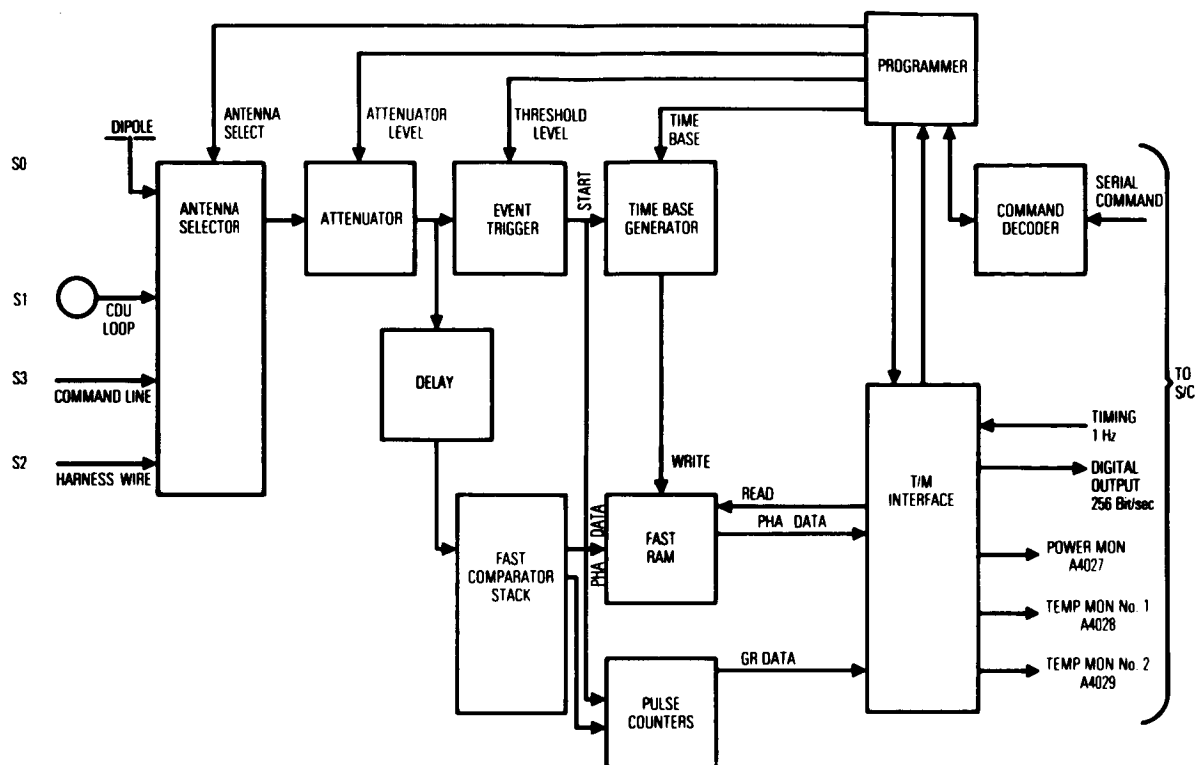 PROGRAMMER
ANTENNA
SELECT
ATTENUATOR
LEVEL
THRESHOLD
LEVEL
TIME
BASE
S0
DIPOLE
ANTENNA
SELECTOR
ATTENUATOR
EVENT
TRIGGER
START
TIME BASE
GENERATOR
COMMAND
DECODER
SERIAL
COMMAND
S1
CDU
LOOP
DELAY
S3
COMMAND LINE
S2
HARNESS WIRE
TO
S/C
TIMING
1 Hz
DIGITAL
OUTPUT
256 Bit/sec
T/M
INTERFACE
WRITE
READ
PHA DATA
FAST
COMPARATOR
STACK
PHA DATA
FAST
RAM
POWER MON
A4027
TEMP MON No. 1
A4028
TEMP MON No. 2
A4029
GR DATA
PULSE
COUNTERS